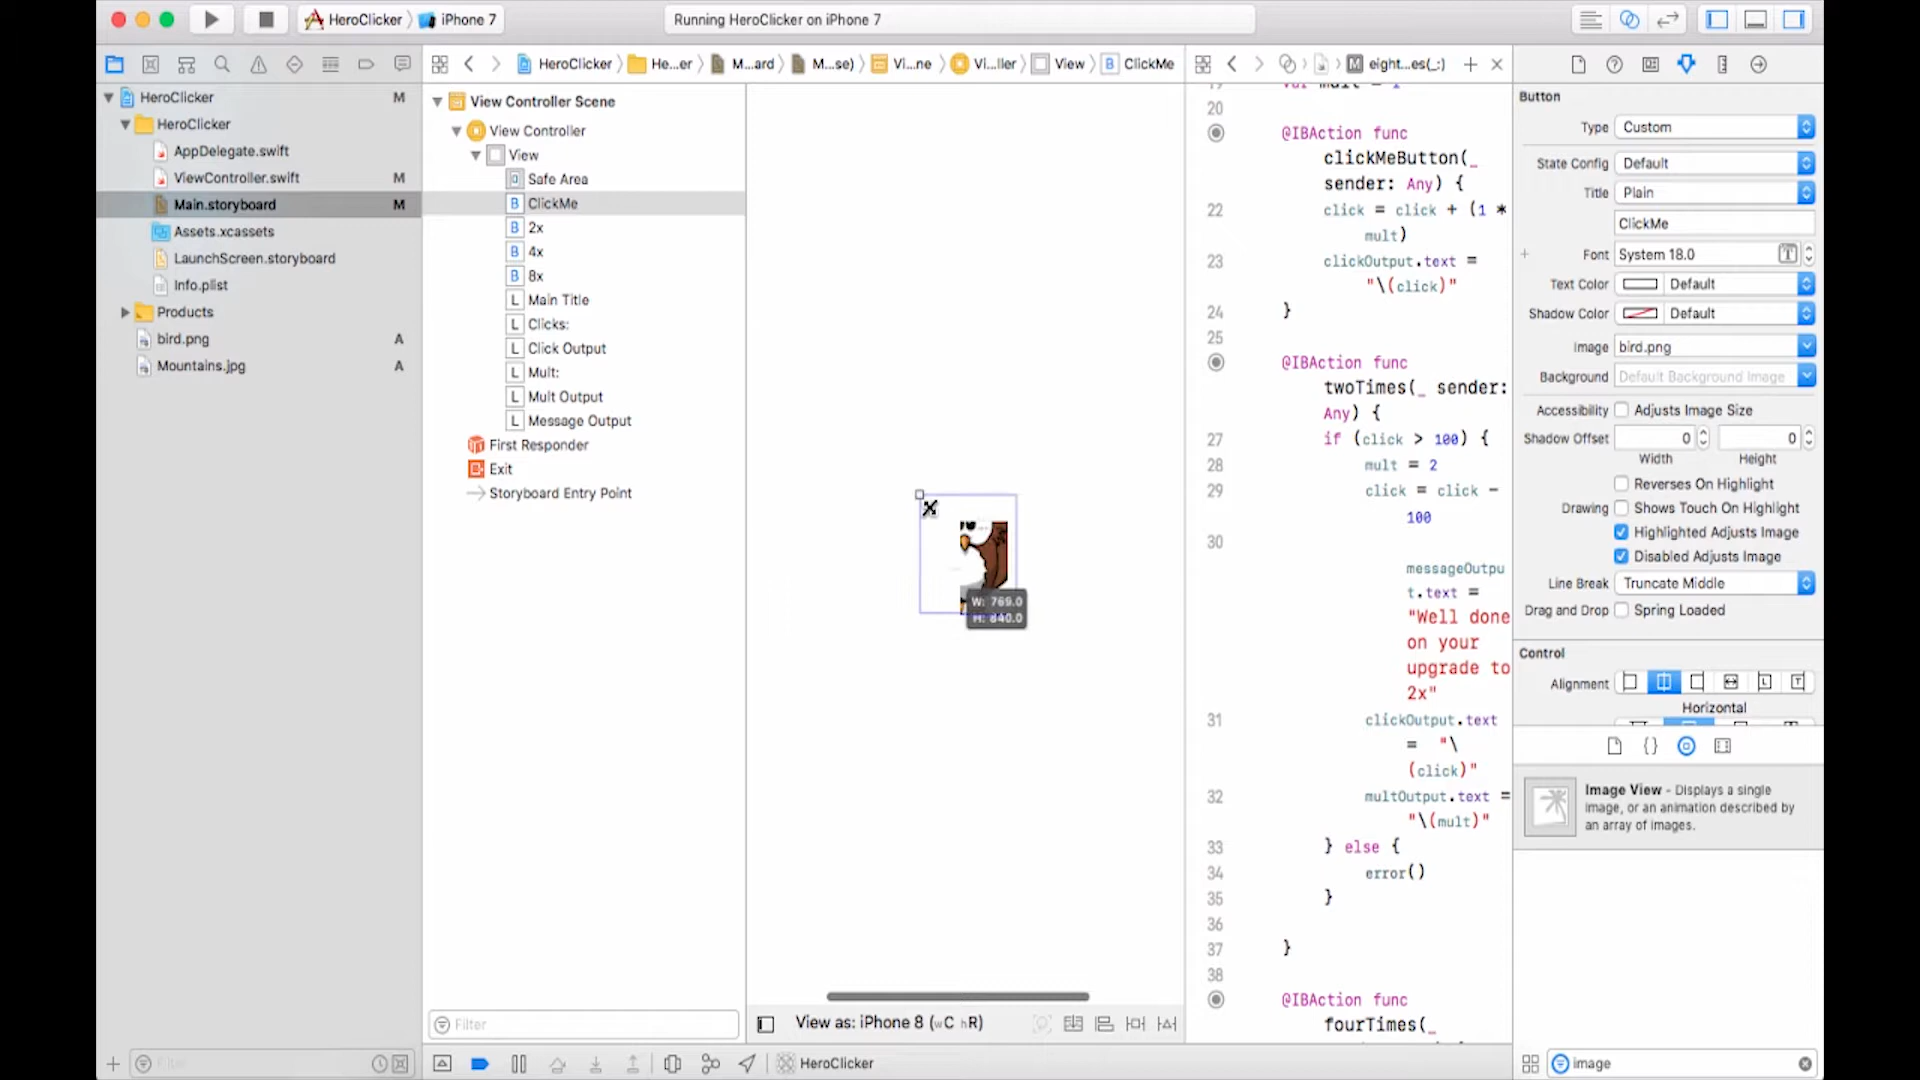 HeroClicker
iPhone 7
Running HeroClicker on iPhone 7
HeroClicker
He...er
M...ard
M...se)
Vi...ne
Vi...ller
View
B
ClickMe
M
eight...es(_:)
HeroClicker
M
HeroClicker
AppDelegate.swift
ViewController.swift
M
Main.storyboard
M
Assets.xcassets
LaunchScreen.storyboard
Info.plist
Products
bird.png
A
Mountains.jpg
A
View Controller Scene
View Controller
View
Safe Area
B ClickMe
B 2x
B 4x
B 8x
L Main Title
L Clicks:
L Click Output
L Mult:
L Mult Output
L Message Output
First Responder
Exit
Storyboard Entry Point
W: 769.0
H: 840.0
19 var mult = 1
20
@IBAction func
clickMeButton(_
sender: Any) {
22 click = click + (1 *
mult)
23 clickOutput.text =
"\(click)"
24 }
25
@IBAction func
twoTimes(_ sender:
Any) {
27 if (click > 100) {
28 mult = 2
29 click = click -
100
30
messageOutpu
t.text =
"Well done
on your
upgrade to
2x"
31 clickOutput.text
= "\
(click)"
32 multOutput.text =
"\(mult)"
33 } else {
34 error()
35 }
36
37 }
38
@IBAction func
fourTimes(_
Button
Type Custom
State Config Default
Title Plain
ClickMe
Font System 18.0
T
Text Color Default
Shadow Color Default
Image bird.png
Background Default Background Image
Accessibility Adjusts Image Size
Shadow Offset 0 0
Width Height
Reverses On Highlight
Drawing Shows Touch On Highlight
Highlighted Adjusts Image
Disabled Adjusts Image
Line Break Truncate Middle
Drag and Drop Spring Loaded
Control
Alignment
Horizontal
Image View - Displays a single
image, or an animation described by
an array of images.
Filter
View as: iPhone 8 (wC hR)
Filter
HeroClicker
image